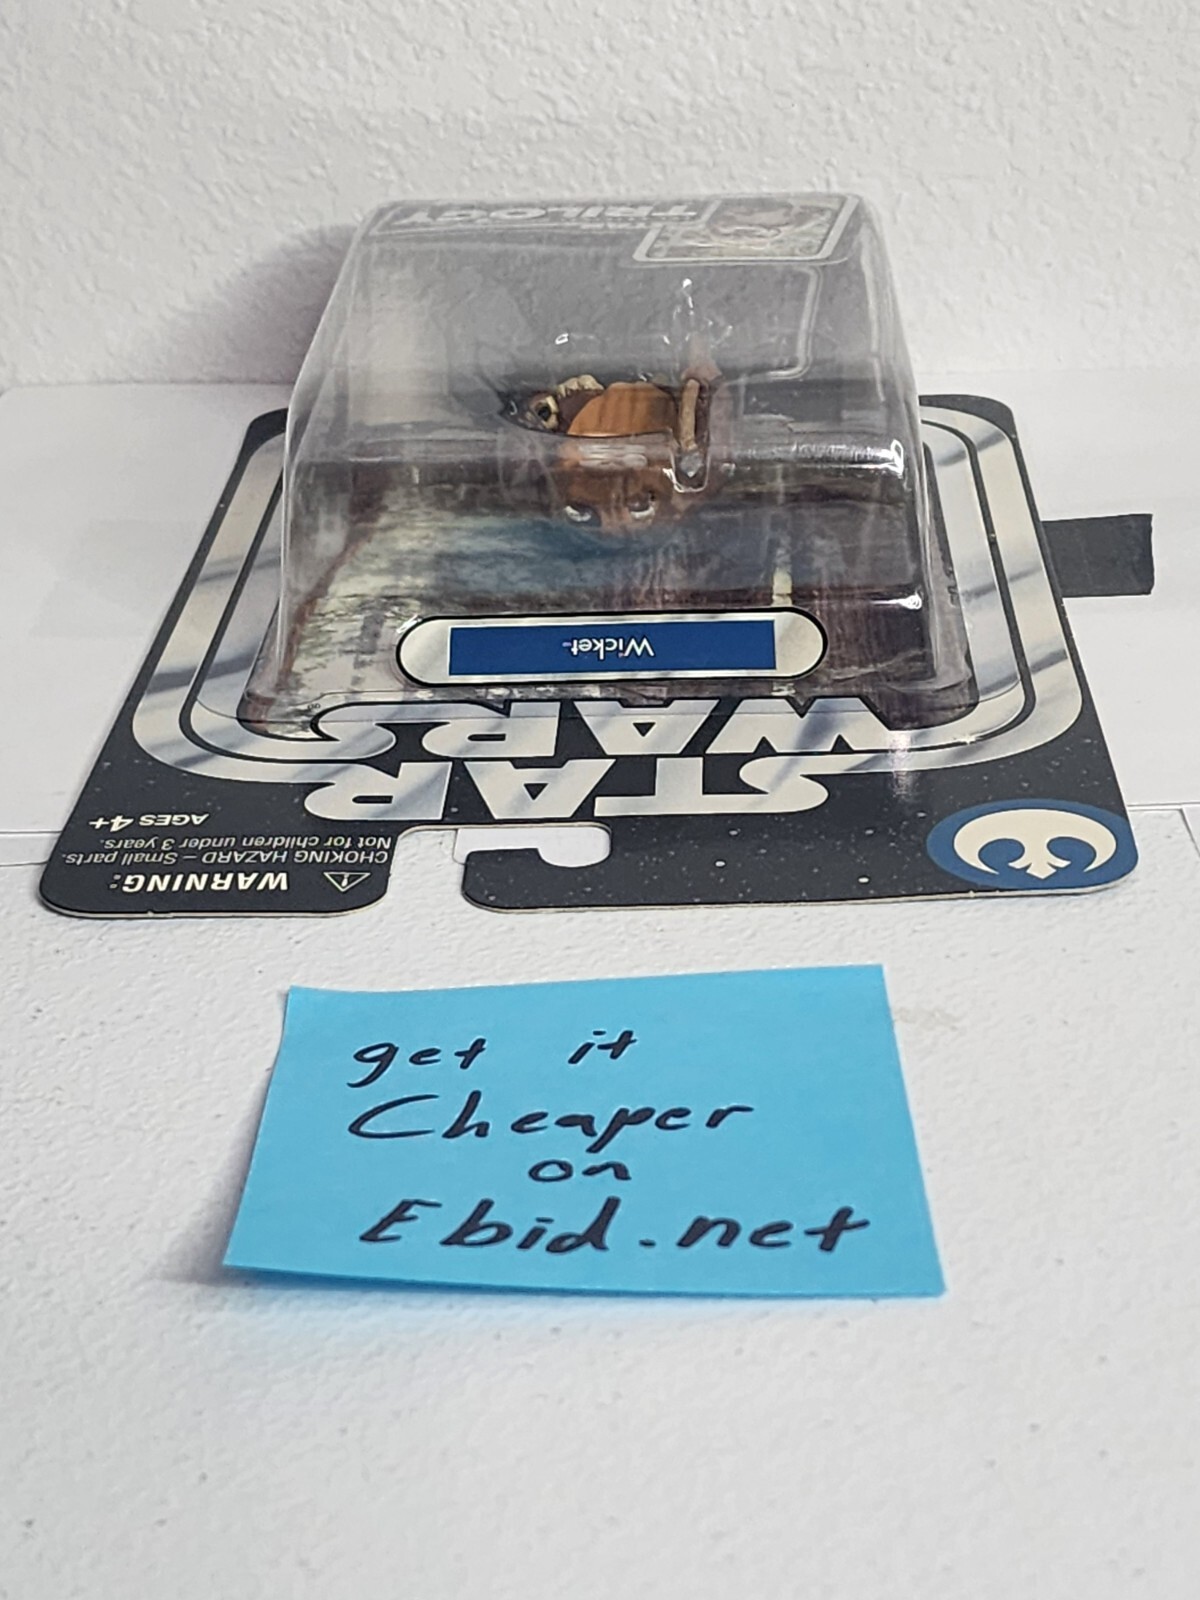 TRILOGY
Wicket
STAR
WARS
⚠ WARNING:
CHOKING HAZARD – Small parts.
Not for children under 3 years.
AGES 4+
get it
Cheaper
on
Ebid.net